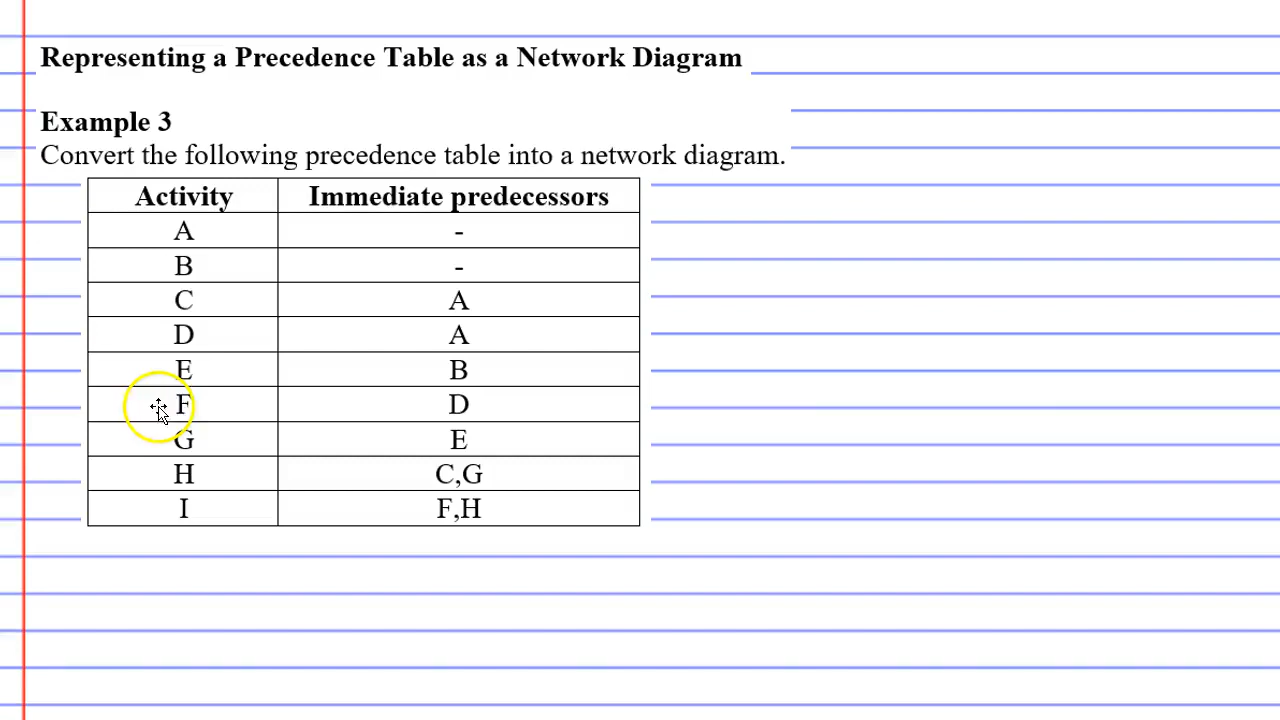 Representing a Precedence Table as a Network Diagram
Example 3
Convert the following precedence table into a network diagram.
Activity Immediate predecessors
A -
B -
C A
D A
E B
F D
G E
H C,G
I F,H